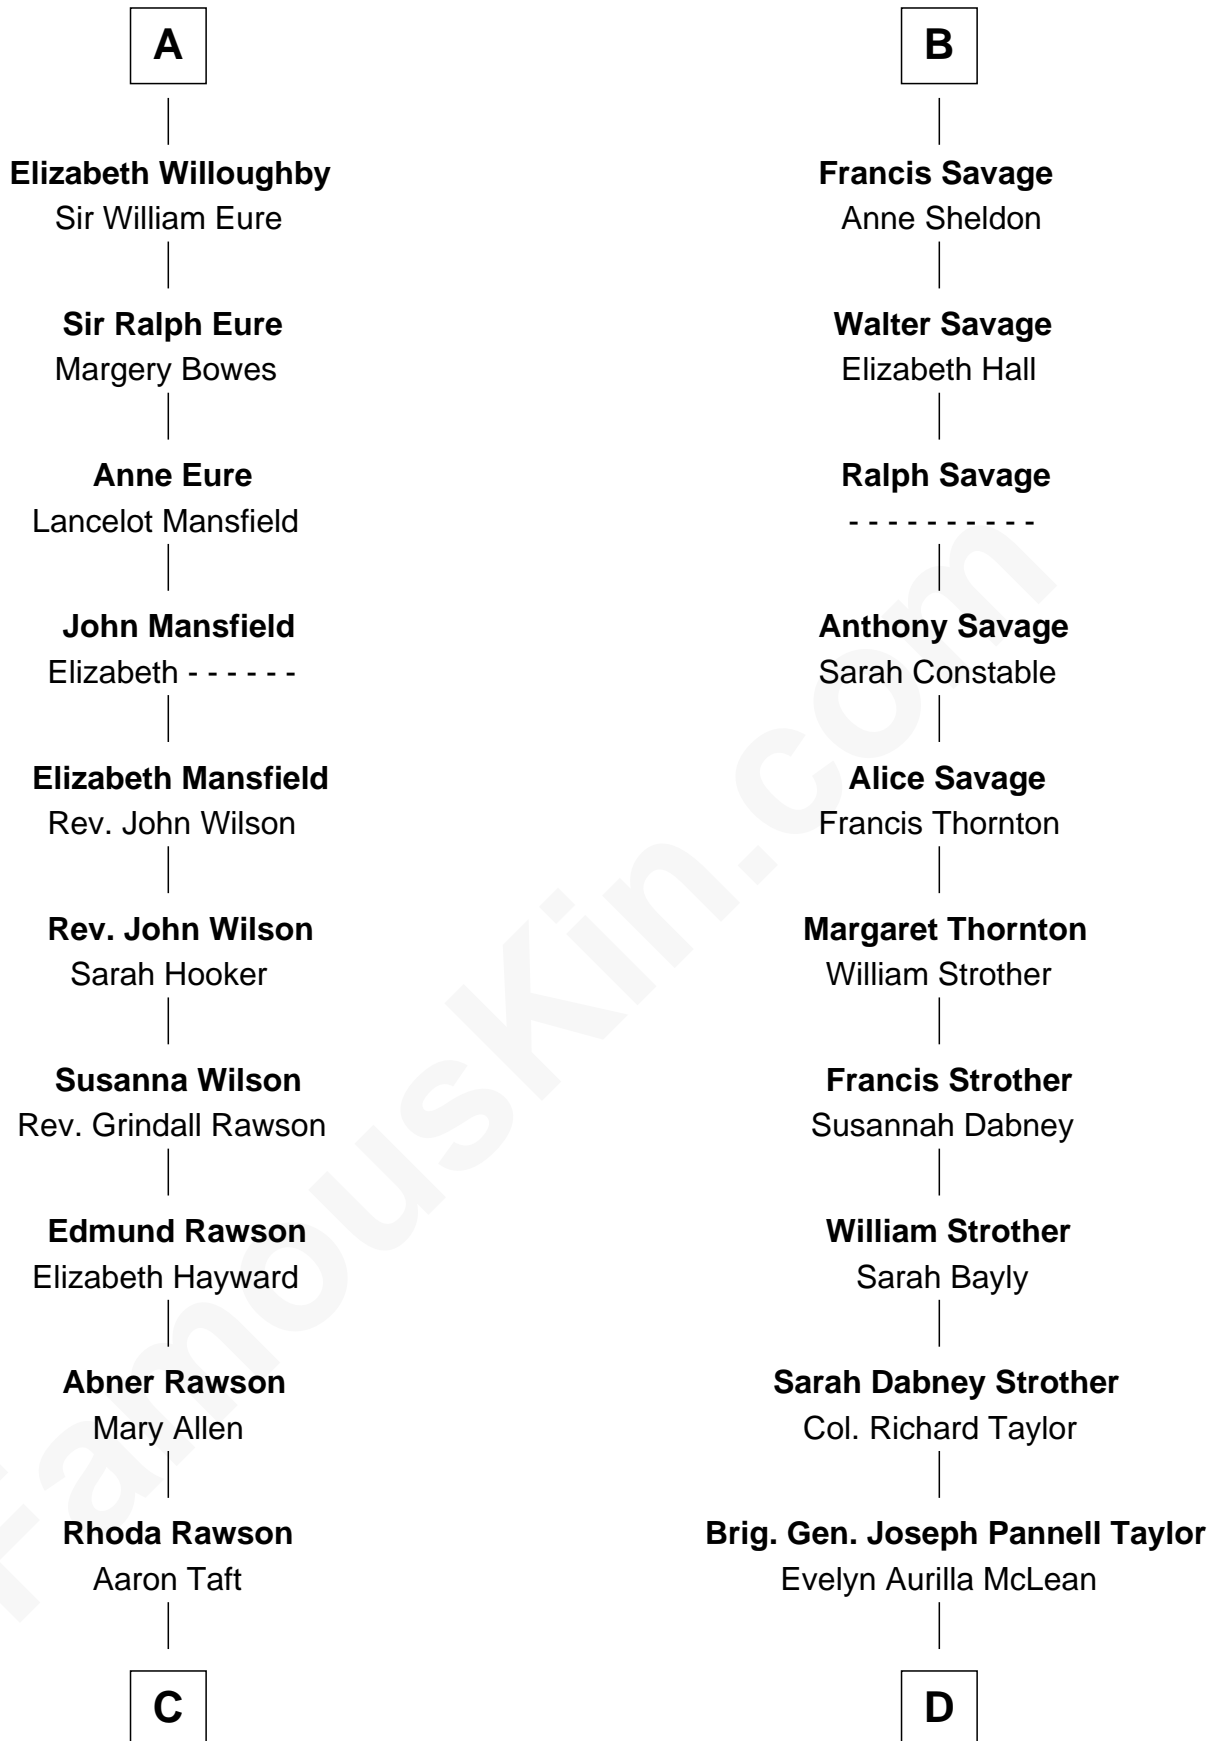 A
Elizabeth Willoughby
Sir William Eure
Sir Ralph Eure
Margery Bowes
Anne Eure
Lancelot Mansfield
John Mansfield
Elizabeth - - - - - -
Elizabeth Mansfield
Rev. John Wilson
Rev. John Wilson
Sarah Hooker
Susanna Wilson
Rev. Grindall Rawson
Edmund Rawson
Elizabeth Hayward
Abner Rawson
Mary Allen
Rhoda Rawson
Aaron Taft
C
B
Francis Savage
Anne Sheldon
Walter Savage
Elizabeth Hall
Ralph Savage
- - - - - - - - - -
Anthony Savage
Sarah Constable
Alice Savage
Francis Thornton
Margaret Thornton
William Strother
Francis Strother
Susannah Dabney
William Strother
Sarah Bayly
Sarah Dabney Strother
Col. Richard Taylor
Brig. Gen. Joseph Pannell Taylor
Evelyn Aurilla McLean
D
FamousKin.com